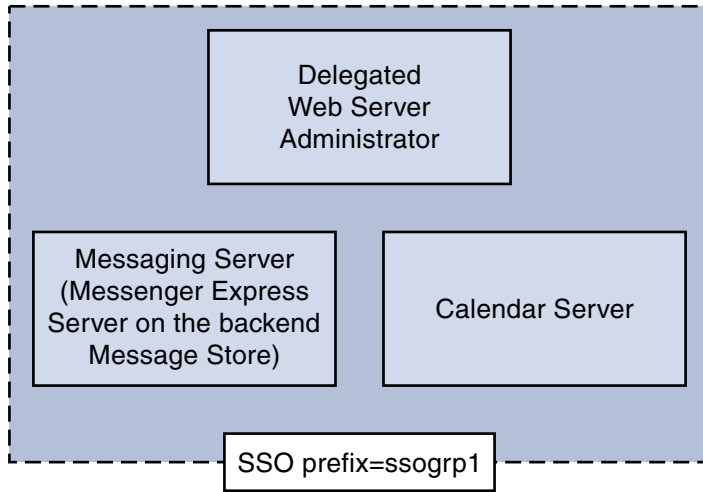 Delegated
Web Server
Administrator
Messaging Server
(Messenger Express
Server on the backend
Message Store)
Calendar Server
SSO prefix=ssogrp1